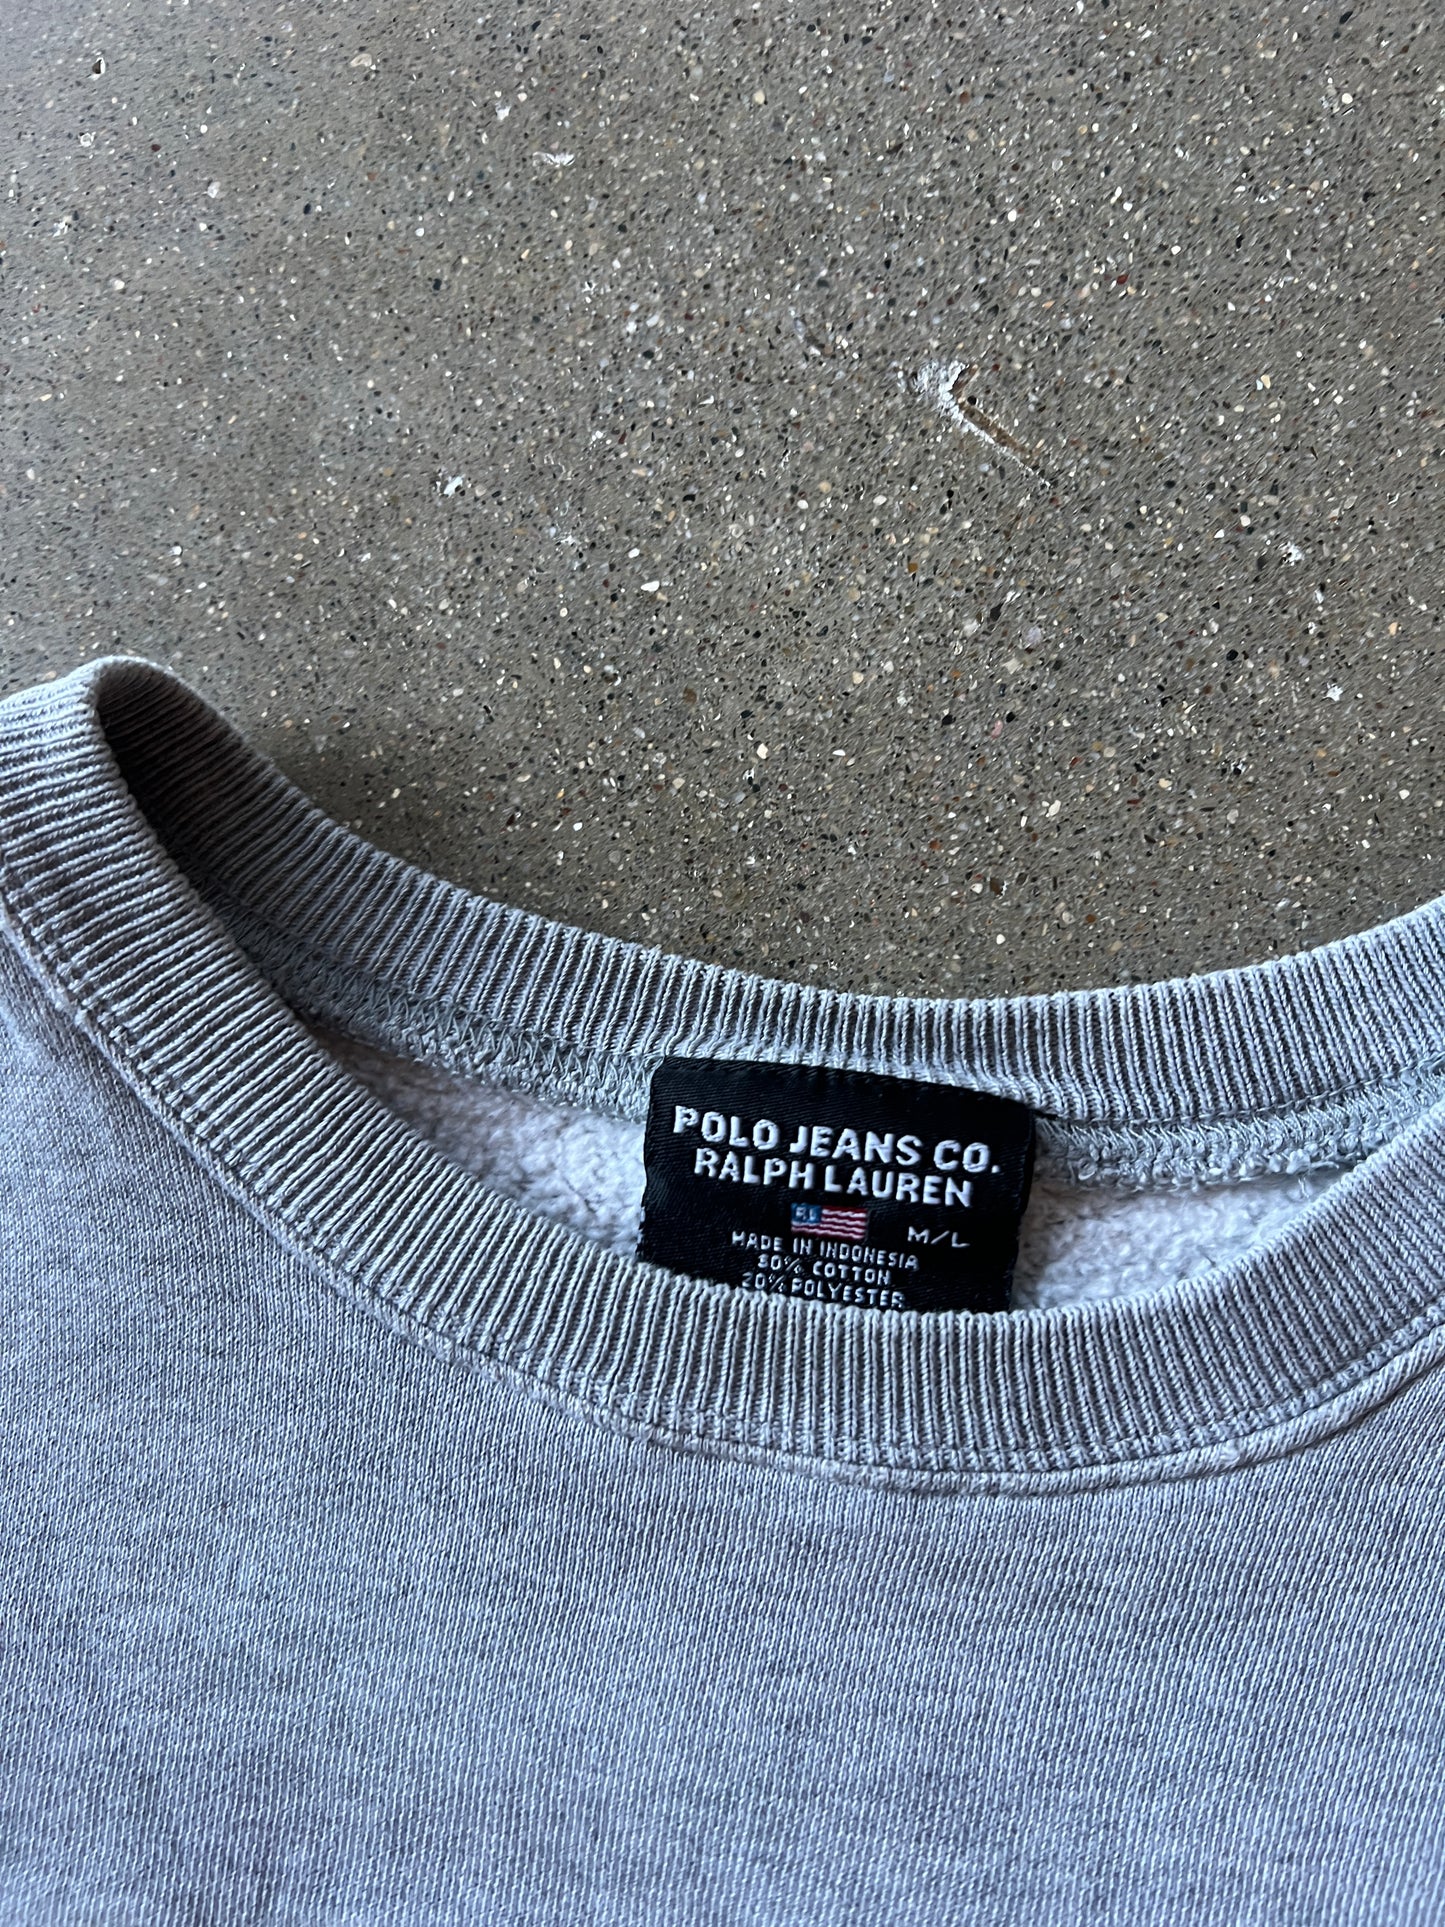 POLO JEANS CO.
RALPH LAUREN
M/L
MADE IN INDONESIA
80% COTTON
20% POLYESTER